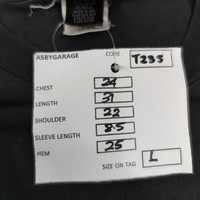 ASBYGARAGE CODE: T235
CHEST 24
LENGTH 31
SHOULDER 22
SLEEVE LENGTH 8.5
HEM 25
SIZE ON TAG L